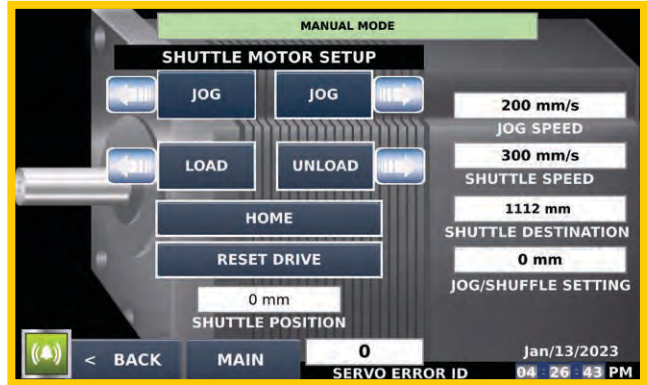 MANUAL MODE
SHUTTLE MOTOR SETUP
JOG JOG
200 mm/s
JOG SPEED
LOAD UNLOAD
300 mm/s
SHUTTLE SPEED
HOME
1112 mm
SHUTTLE DESTINATION
RESET DRIVE
0 mm
JOG/SHUFFLE SETTING
0 mm
SHUTTLE POSITION
< BACK MAIN
0
SERVO ERROR ID
Jan/13/2023
04 : 26 : 43 PM